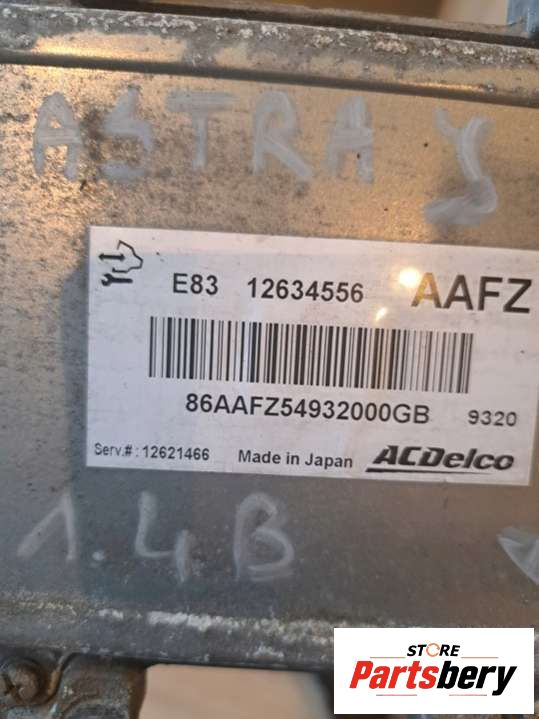 ASTRA J
E83 12634556 AAFZ
86AAFZ54932000GB 9320
Serv.#: 12621466 Made in Japan ACDelco
1.4B
STORE
Partsbery